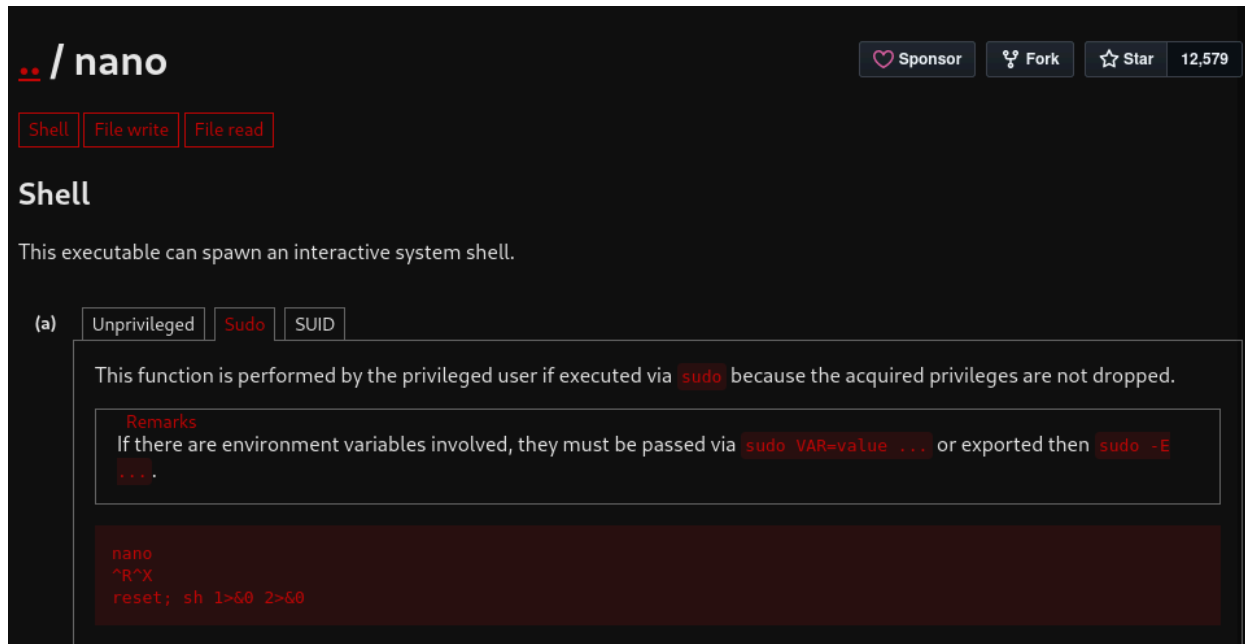 .. / nano
Sponsor Fork Star 12,579
Shell File write File read
Shell
This executable can spawn an interactive system shell.
(a) Unprivileged Sudo SUID
This function is performed by the privileged user if executed via sudo because the acquired privileges are not dropped.
Remarks
If there are environment variables involved, they must be passed via sudo VAR=value ... or exported then sudo -E
... .
nano
^R^X
reset; sh 1>&0 2>&0